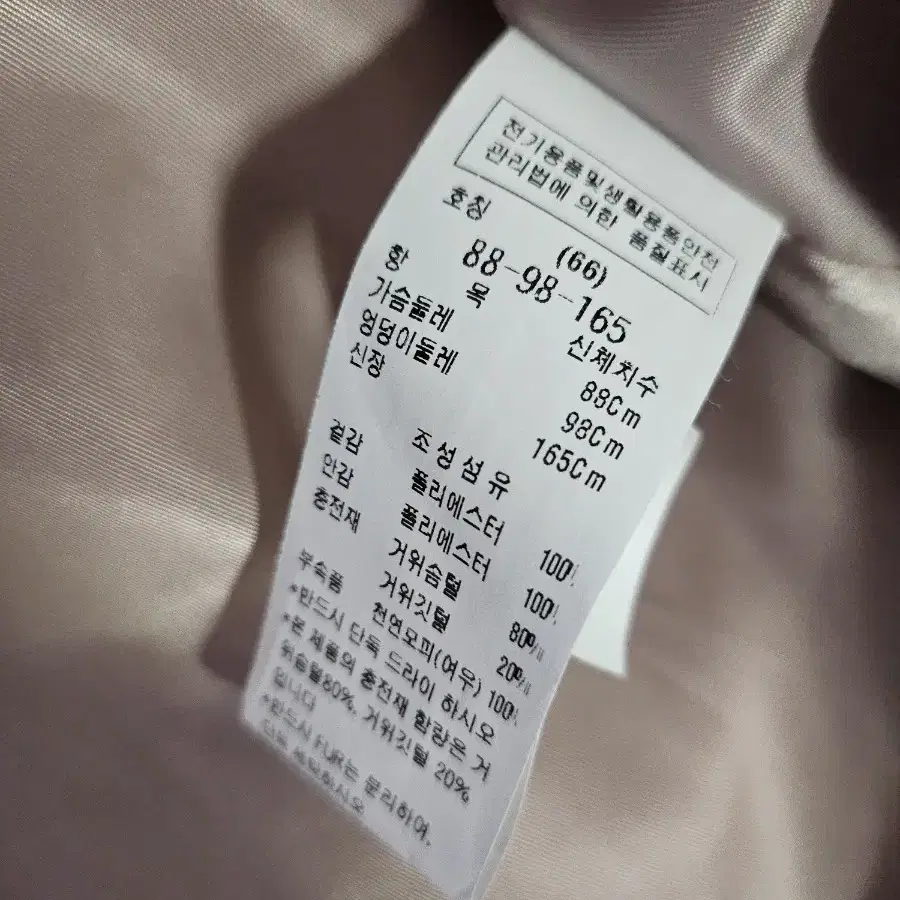 전기용품및생활용품안전
관리법에 의한 품질표시
호칭 (66)
88-98-165
항 목 신체치수
가슴둘레 88Cm
엉덩이둘레 98Cm
신장 165Cm
조성섬유
겉감 폴리에스터 100%
안감 폴리에스터 100%
충전재 거위솜털 80%
거위깃털 20%
부속품 천연모피(여우) 100%
*반드시 단독 드라이 하시오
*본 제품의 충전재 함량은 거
위솜털80%, 거위깃털 20%
입니다
*반드시 FUR는 분리하여,
단독 세탁하시오